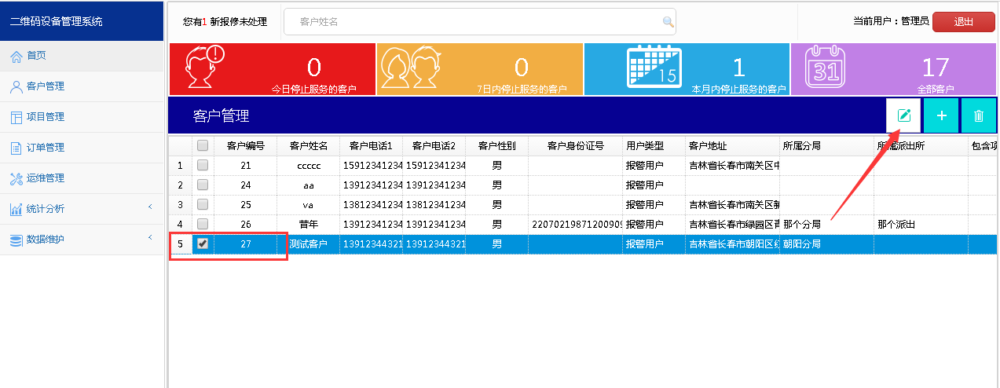 二维码设备管理系统
首页
客户管理
项目管理
订单管理
运维管理
统计分析
数据维护
您有1 新报修未处理
客户姓名
当前用户：管理员
退出
0
今日停止服务的客户
0
7日内停止服务的客户
15
1
本月内停止服务的客户
31
17
全部客户
客户管理
客户编号 客户姓名 客户电话1 客户电话2 客户性别 客户身份证号 用户类型 客户地址 所属分局 所属派出所 包含项
1 21 ccccc 15912341234 15912341234 男 报警用户 吉林省长春市南关区中
2 24 aa 13912341234 13912341234 男 报警用户
3 25 va 13812341234 13812341234 男 报警用户 吉林省长春市南关区新
4 26 昔年 13912341234 13912341234 男 22070219871200909 报警用户 吉林省长春市绿园区青 那个分局 那个派出
5 27 测试客户 13912344321 13912344321 男 报警用户 吉林省长春市朝阳区红 朝阳分局